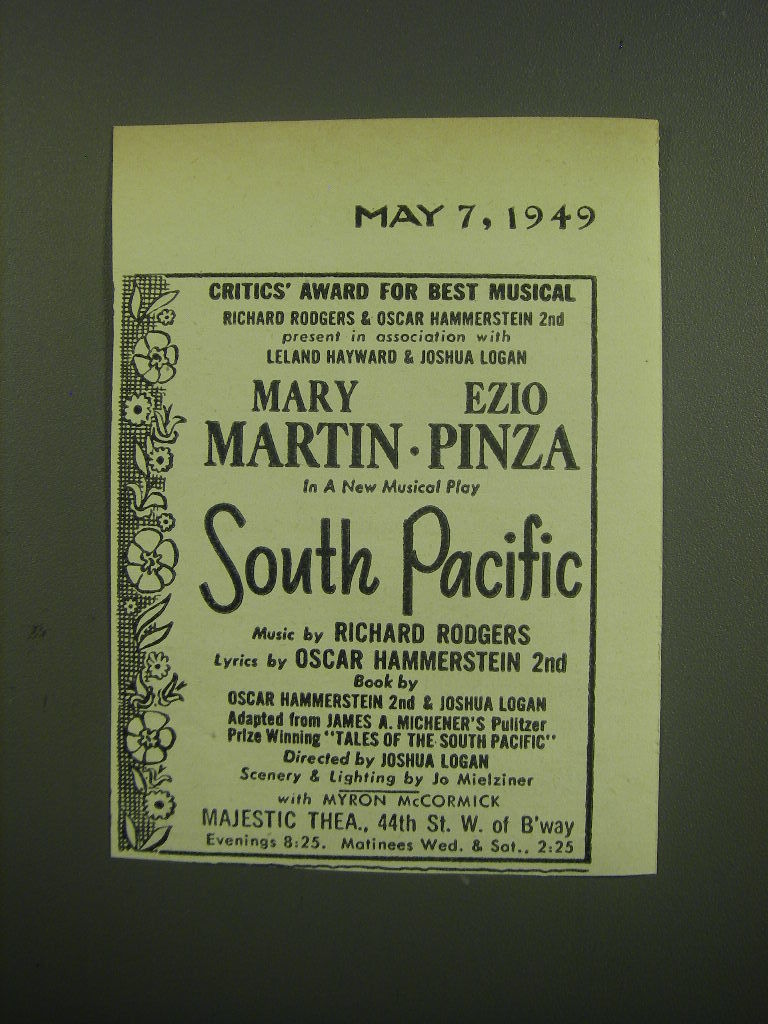 MAY 7, 1949
CRITICS' AWARD FOR BEST MUSICAL
RICHARD RODGERS & OSCAR HAMMERSTEIN 2nd
present in association with
LELAND HAYWARD & JOSHUA LOGAN
MARY EZIO
MARTIN · PINZA
In A New Musical Play
South Pacific
Music by RICHARD RODGERS
Lyrics by OSCAR HAMMERSTEIN 2nd
Book by
OSCAR HAMMERSTEIN 2nd & JOSHUA LOGAN
Adapted from JAMES A. MICHENER'S Pulitzer
Prize Winning "TALES OF THE SOUTH PACIFIC"
Directed by JOSHUA LOGAN
Scenery & Lighting by Jo Mielziner
with MYRON McCORMICK
MAJESTIC THEA., 44th St. W. of B'way
Evenings 8:25. Matinees Wed. & Sat.. 2:25